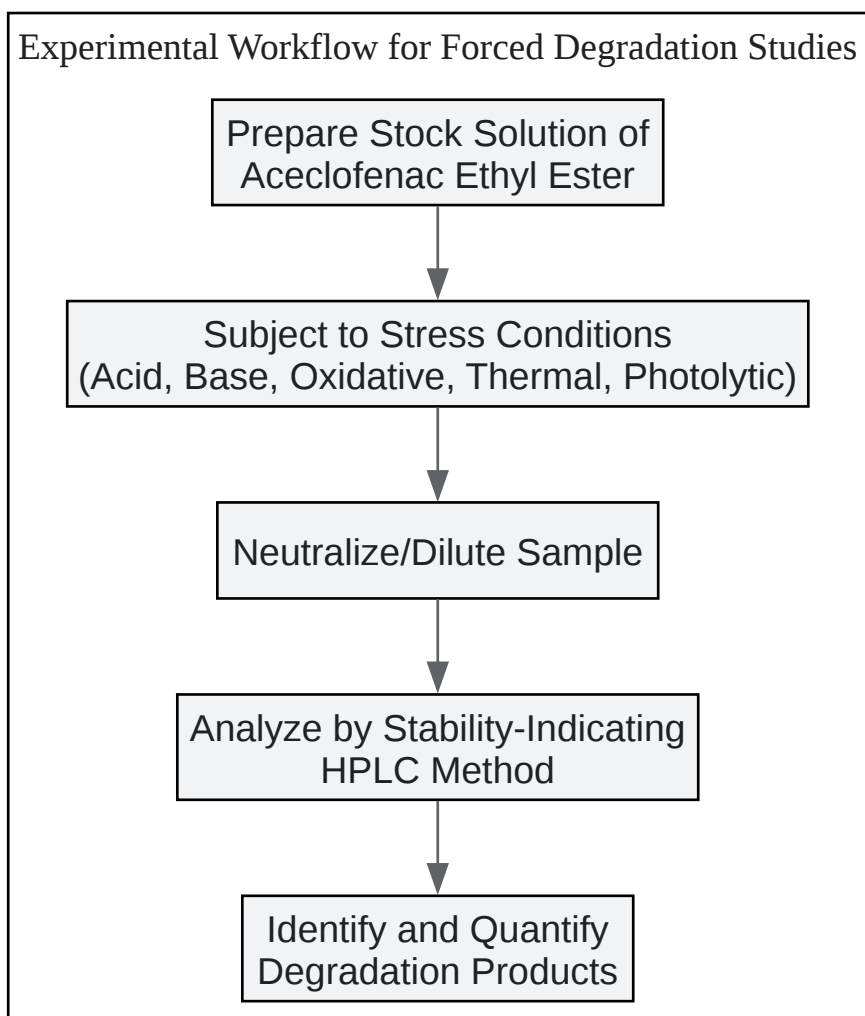 Experimental Workflow for Forced Degradation Studies
Prepare Stock Solution of
Aceclofenac Ethyl Ester
Subject to Stress Conditions
(Acid, Base, Oxidative, Thermal, Photolytic)
Neutralize/Dilute Sample
Analyze by Stability-Indicating
HPLC Method
Identify and Quantify
Degradation Products